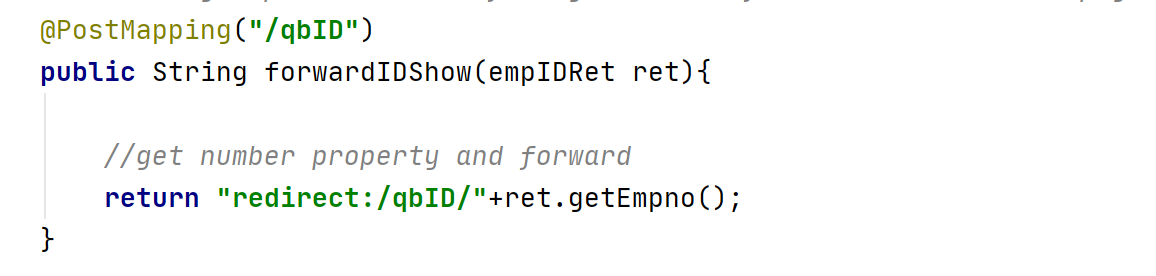 @PostMapping("/qbID")
public String forwardIDShow(empIDRet ret){
//get number property and forward
return "redirect:/qbID/"+ret.getEmpno();
}